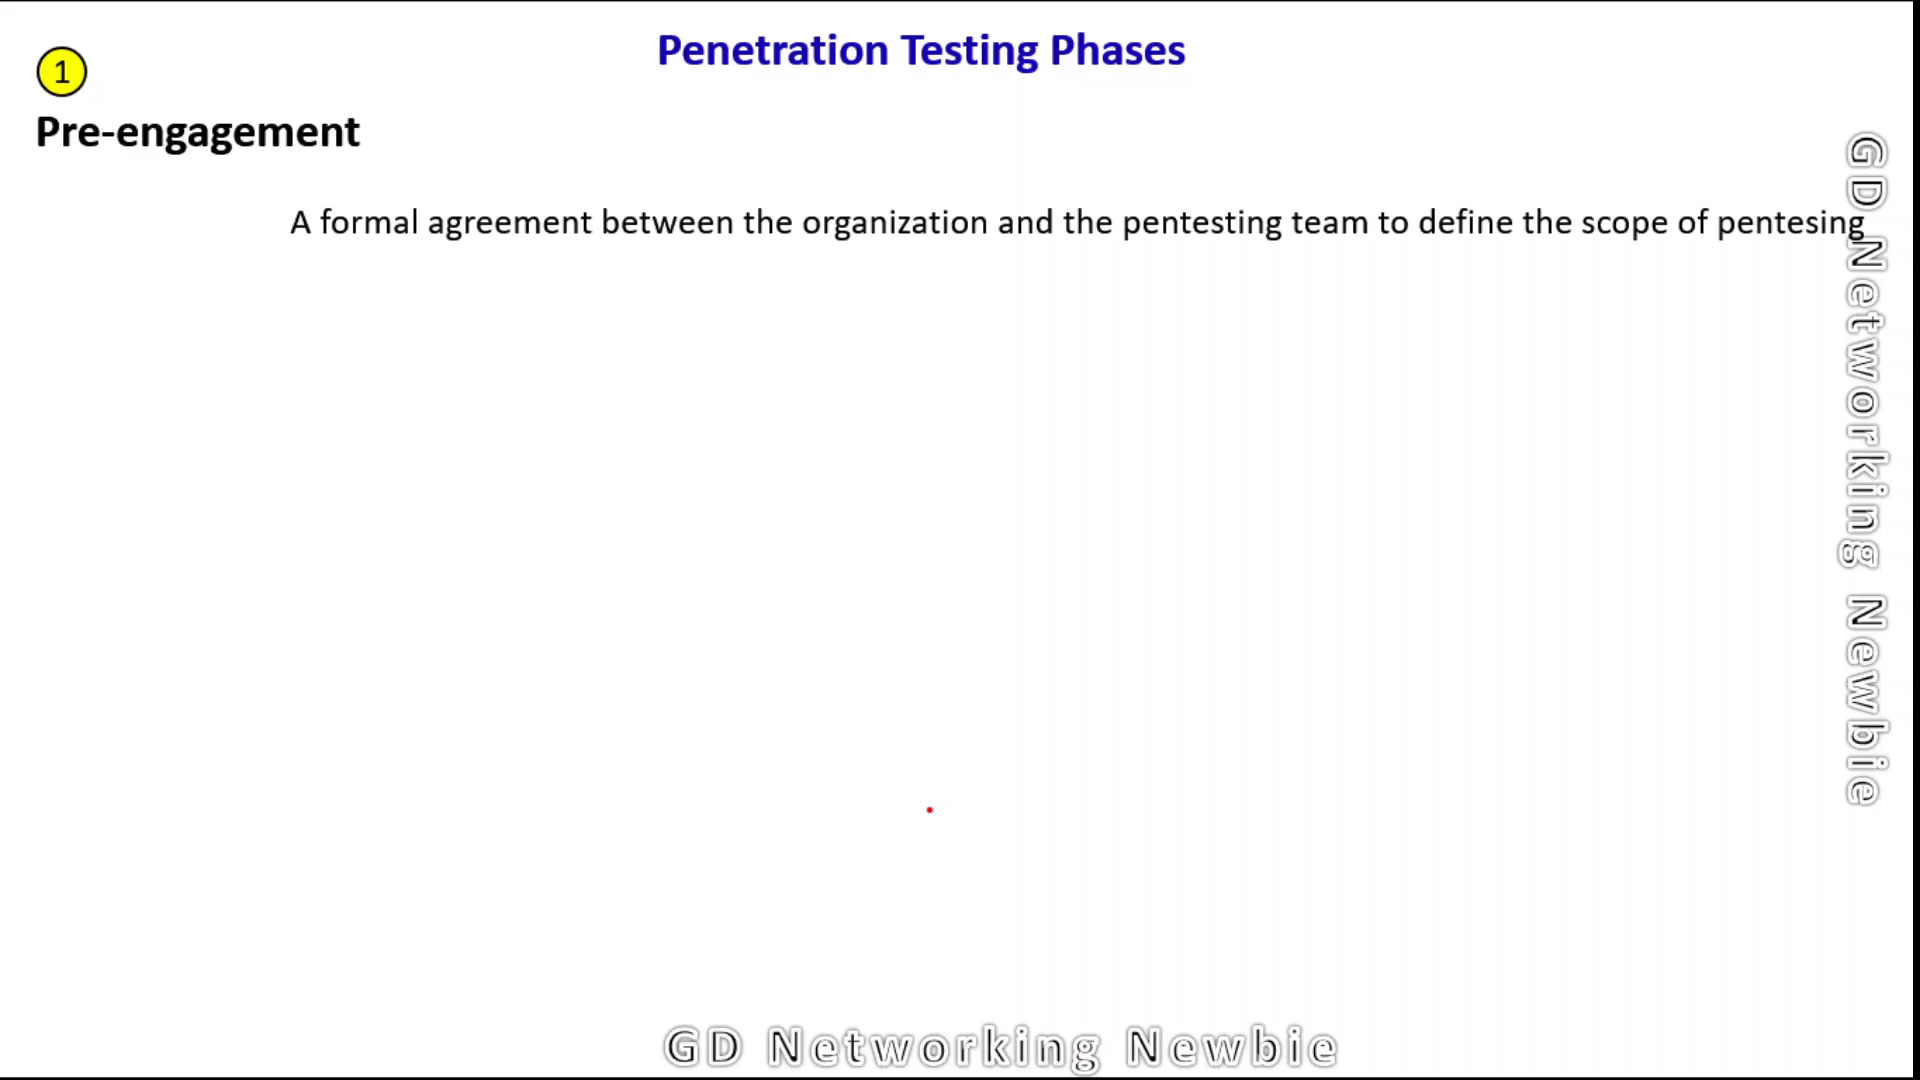 Penetration Testing Phases
1
Pre-engagement
A formal agreement between the organization and the pentesting team to define the scope of pentesing
GD Networking Newbie
GD Networking Newbie